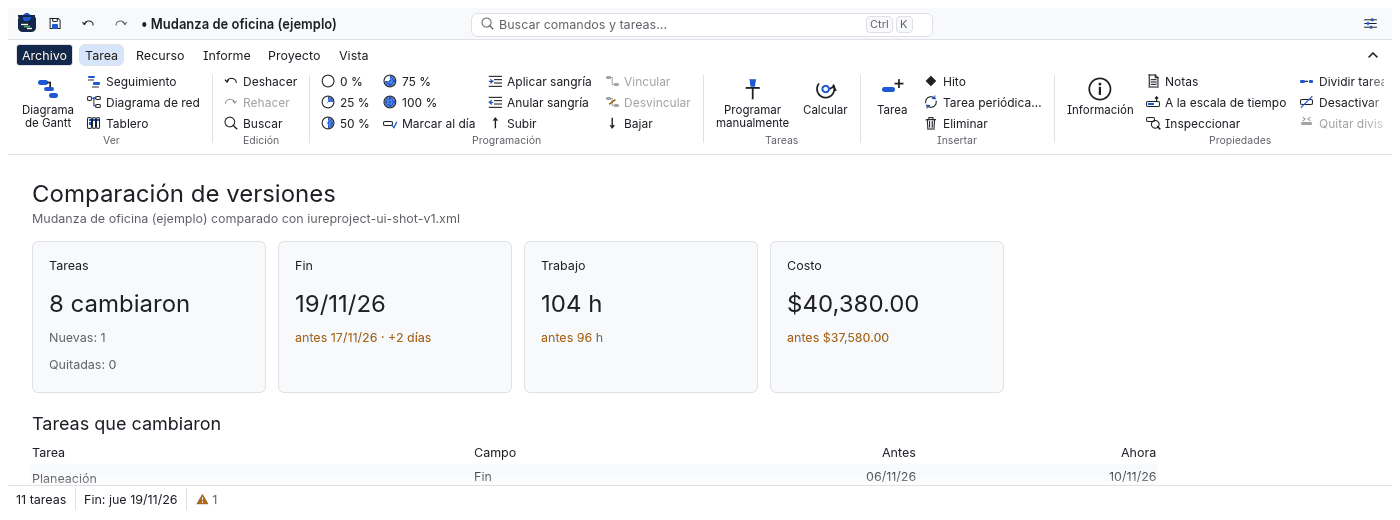 • Mudanza de oficina (ejemplo)
Buscar comandos y tareas...
Ctrl K
Archivo Tarea Recurso Informe Proyecto Vista
Diagrama de Gantt
Seguimiento
Diagrama de red
Tablero
Ver
Deshacer
Rehacer
Buscar
Edición
0 %
25 %
50 %
75 %
100 %
Marcar al día
Aplicar sangría
Anular sangría
Subir
Vincular
Desvincular
Bajar
Programación
Programar manualmente
Calcular
Tareas
Tarea
Hito
Tarea periódica...
Eliminar
Insertar
Información
Notas
A la escala de tiempo
Inspeccionar
Dividir tarea
Desactivar
Quitar divis
Propiedades
Comparación de versiones
Mudanza de oficina (ejemplo) comparado con iureproject-ui-shot-v1.xml
Tareas
8 cambiaron
Nuevas: 1
Quitadas: 0
Fin
19/11/26
antes 17/11/26 · +2 días
Trabajo
104 h
antes 96 h
Costo
$40,380.00
antes $37,580.00
Tareas que cambiaron
Tarea Campo Antes Ahora
Planeación Fin 06/11/26 10/11/26
11 tareas Fin: jue 19/11/26 1